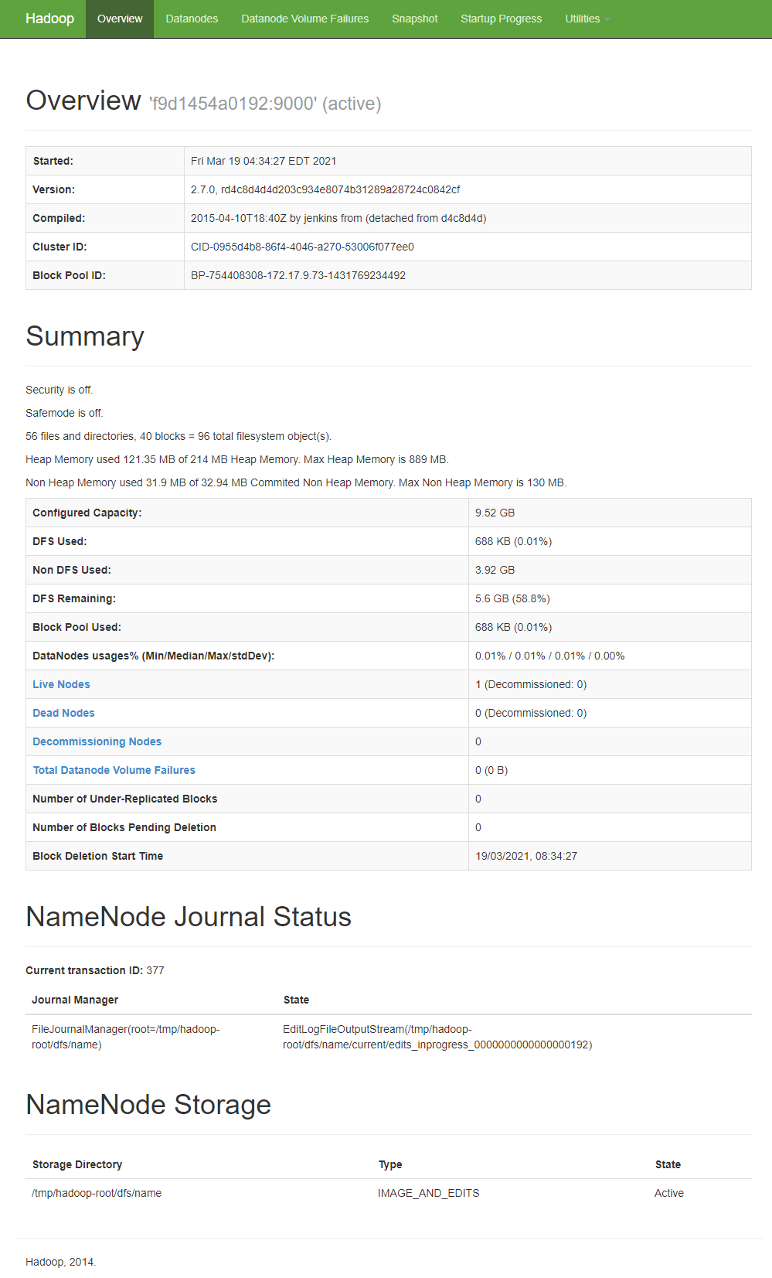 Hadoop Overview Datanodes Datanode Volume Failures Snapshot Startup Progress Utilities
Overview 'f9d1454a0192:9000' (active)
Started: Fri Mar 19 04:34:27 EDT 2021
Version: 2.7.0, rd4c8d4d4d203c934e8074b31289a28724c0842cf
Compiled: 2015-04-10T18:40Z by jenkins from (detached from d4c8d4d)
Cluster ID: CID-0955d4b8-86f4-4046-a270-53006f077ee0
Block Pool ID: BP-754408308-172.17.9.73-1431769234492
Summary
Security is off.
Safemode is off.
56 files and directories, 40 blocks = 96 total filesystem object(s).
Heap Memory used 121.35 MB of 214 MB Heap Memory. Max Heap Memory is 889 MB.
Non Heap Memory used 31.9 MB of 32.94 MB Commited Non Heap Memory. Max Non Heap Memory is 130 MB.
Configured Capacity: 9.52 GB
DFS Used: 688 KB (0.01%)
Non DFS Used: 3.92 GB
DFS Remaining: 5.6 GB (58.8%)
Block Pool Used: 688 KB (0.01%)
DataNodes usages% (Min/Median/Max/stdDev): 0.01% / 0.01% / 0.01% / 0.00%
Live Nodes 1 (Decommissioned: 0)
Dead Nodes 0 (Decommissioned: 0)
Decommissioning Nodes 0
Total Datanode Volume Failures 0 (0 B)
Number of Under-Replicated Blocks 0
Number of Blocks Pending Deletion 0
Block Deletion Start Time 19/03/2021, 08:34:27
NameNode Journal Status
Current transaction ID: 377
Journal Manager State
FileJournalManager(root=/tmp/hadoop- EditLogFileOutputStream(/tmp/hadoop-
root/dfs/name) root/dfs/name/current/edits_inprogress_0000000000000000192)
NameNode Storage
Storage Directory Type State
/tmp/hadoop-root/dfs/name IMAGE_AND_EDITS Active
Hadoop, 2014.